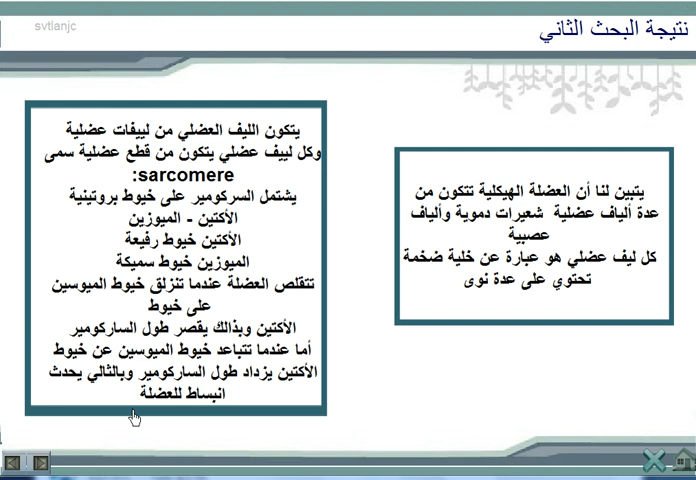 svtlanjc
نتيجة البحث الثاني
يتبين لنا أن العضلة الهيكلية تتكون من
عدة ألياف عضلية شعيرات دموية وألياف
عصبية
كل ليف عضلي هو عبارة عن خلية ضخمة
تحتوي على عدة نوى
يتكون الليف العضلي من لييفات عضلية
وكل لييف عضلي يتكون من قطع عضلية سمى
sarcomere:
يشتمل السركومير على خيوط بروتينية
الأكتين - الميوزين
الأكتين خيوط رفيعة
الميوزين خيوط سميكة
تتقلص العضلة عندما تنزلق خيوط الميوسين
على خيوط
الأكتين وبذالك يقصر طول الساركومير
أما عندما تتباعد خيوط الميوسين عن خيوط
الأكتين يزداد طول الساركومير وبالثالي يحدث
انبساط للعضلة